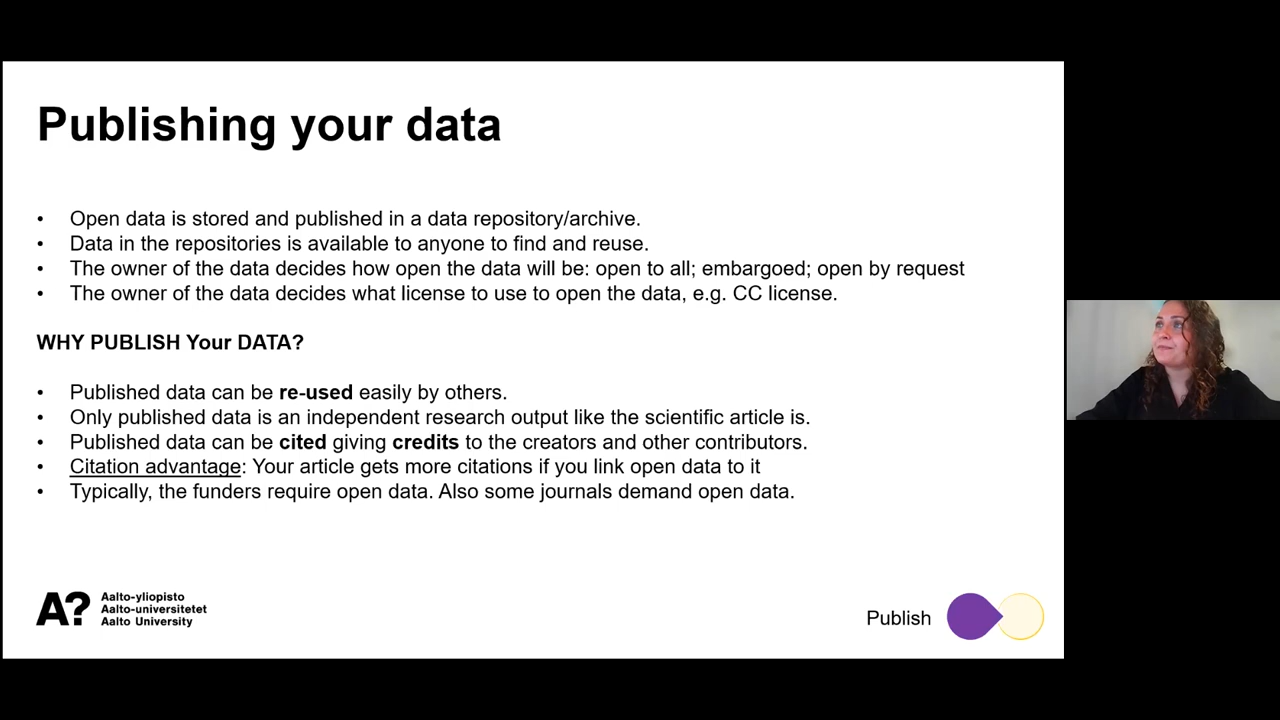 Publishing your data
• Open data is stored and published in a data repository/archive.
• Data in the repositories is available to anyone to find and reuse.
• The owner of the data decides how open the data will be: open to all; embargoed; open by request
• The owner of the data decides what license to use to open the data, e.g. CC license.
WHY PUBLISH Your DATA?
• Published data can be re-used easily by others.
• Only published data is an independent research output like the scientific article is.
• Published data can be cited giving credits to the creators and other contributors.
• Citation advantage: Your article gets more citations if you link open data to it
• Typically, the funders require open data. Also some journals demand open data.
A?
Aalto-yliopisto
Aalto-universitetet
Aalto University
Publish